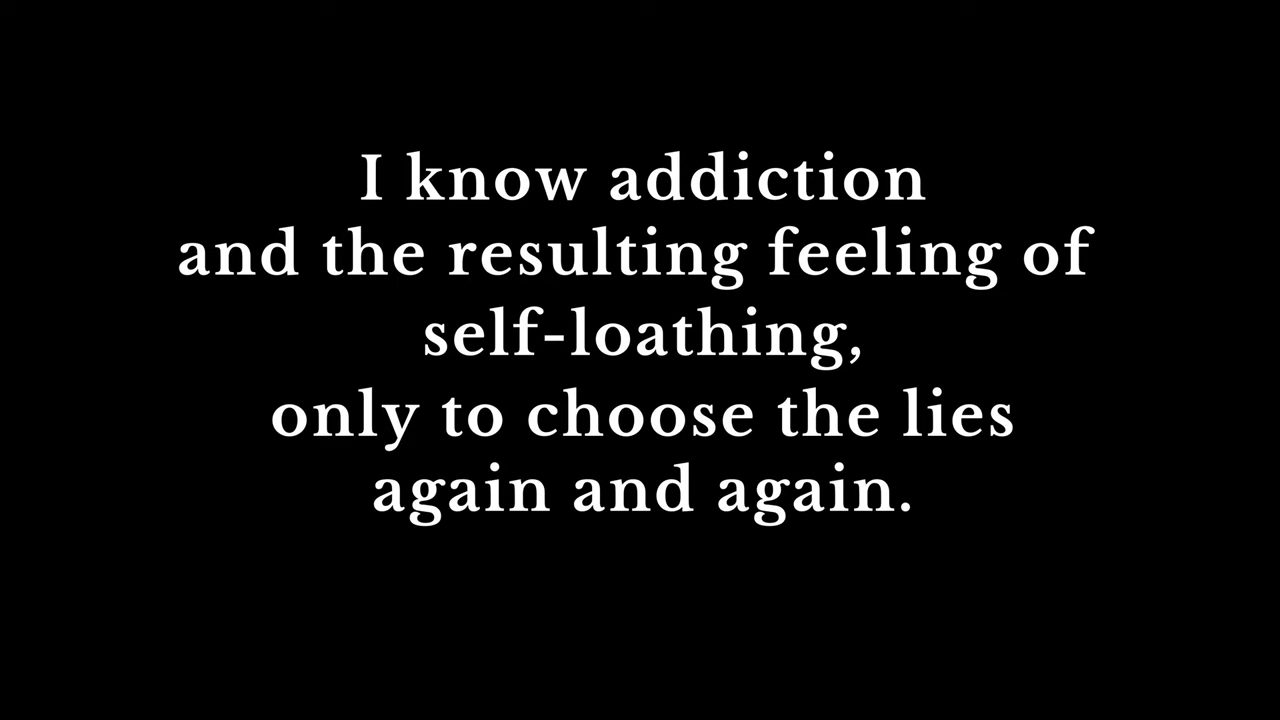 I know addiction
and the resulting feeling of
self-loathing,
only to choose the lies
again and again.